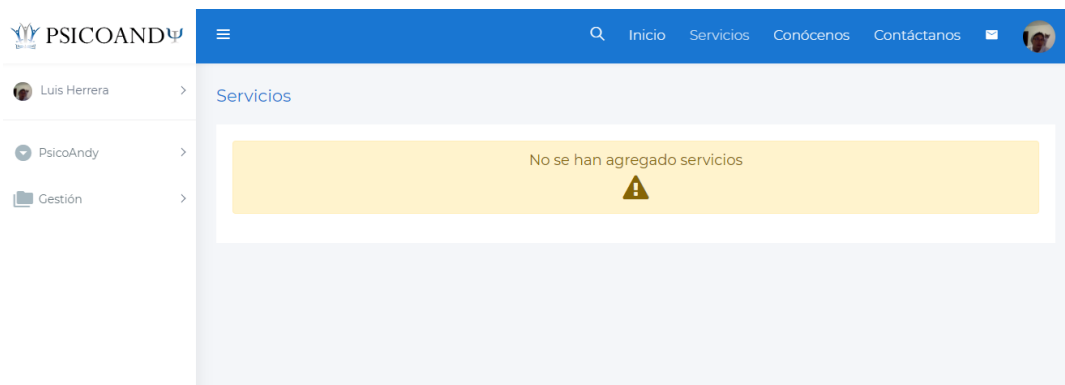 PSICOANDΨ
Inicio Servicios Conócenos Contáctanos
Luis Herrera
Servicios
PsicoAndy
No se han agregado servicios
Gestión